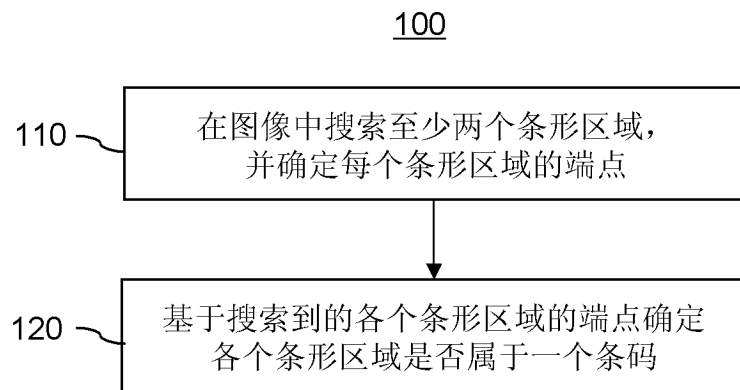 100
110
在图像中搜索至少两个条形区域,
并确定每个条形区域的端点
120
基于搜索到的各个条形区域的端点确定
各个条形区域是否属于一个条码